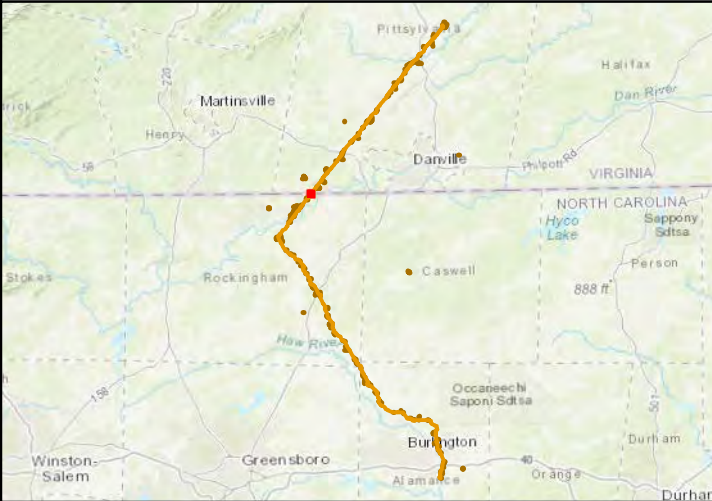 Pittsylvania
Halifax
220
Martinsville
Dan River
Henry
58
Danville
Philpott Rd
VIRGINIA
NORTH CAROLINA
Hyco
Lake
Sappony
Sdtsa
Stokes
Rockingham
Caswell
Person
888 ft
Haw River
158
Occaneechi
Saponi Sdtsa
501
Burlington
Durham
Winston-
Salem
Greensboro
40
Alamance
Orange
Durham